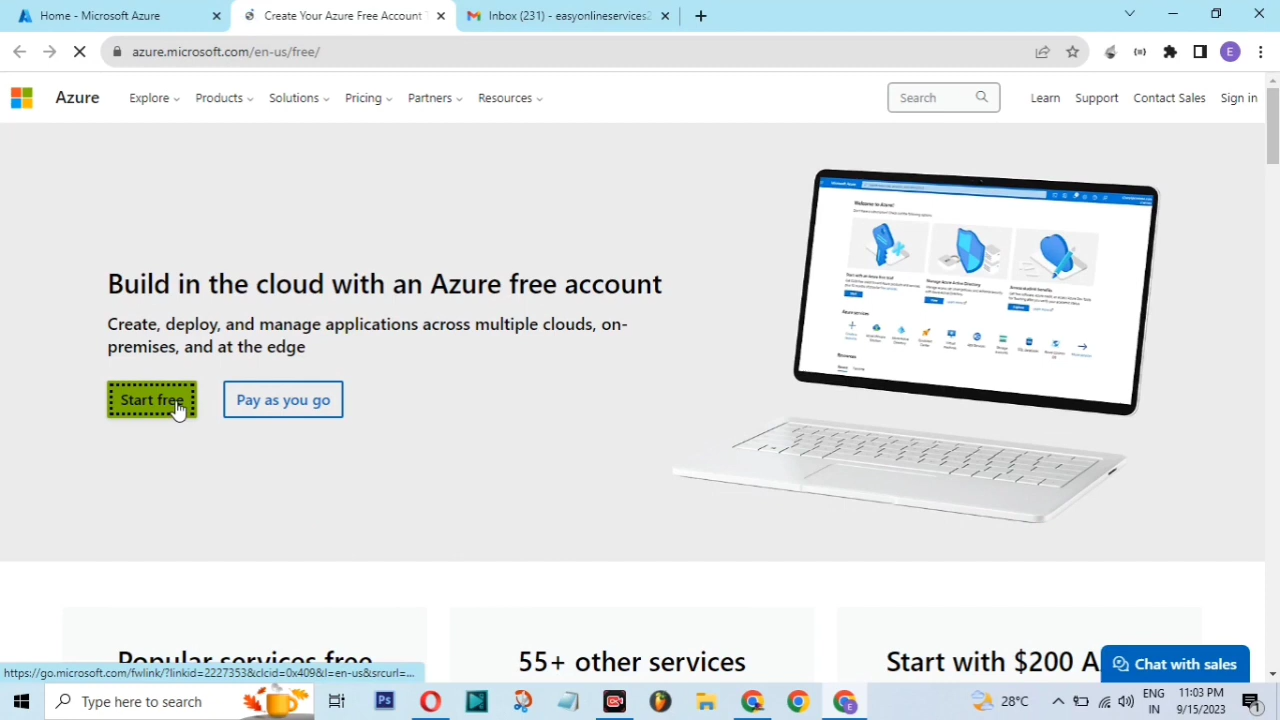 Home - Microsoft Azure
Create Your Azure Free Account T
Inbox (231) - easyonlineservices2
azure.microsoft.com/en-us/free/
E
Azure
Explore
Products
Solutions
Pricing
Partners
Resources
Search
Learn
Support
Contact Sales
Sign in
Welcome to Azure!
Build in the cloud with an Azure free account
Create, deploy, and manage applications across multiple clouds, on-
premises, and at the edge
Start free
Pay as you go
Popular services free
55+ other services
Start with $200 A
Chat with sales
https://go.microsoft.com/fwlink/?linkid=2227353&clcid=0x409&l=en-us&srcurl=...
Type here to search
Ps
28°C
ENG
IN
11:03 PM
9/15/2023
1